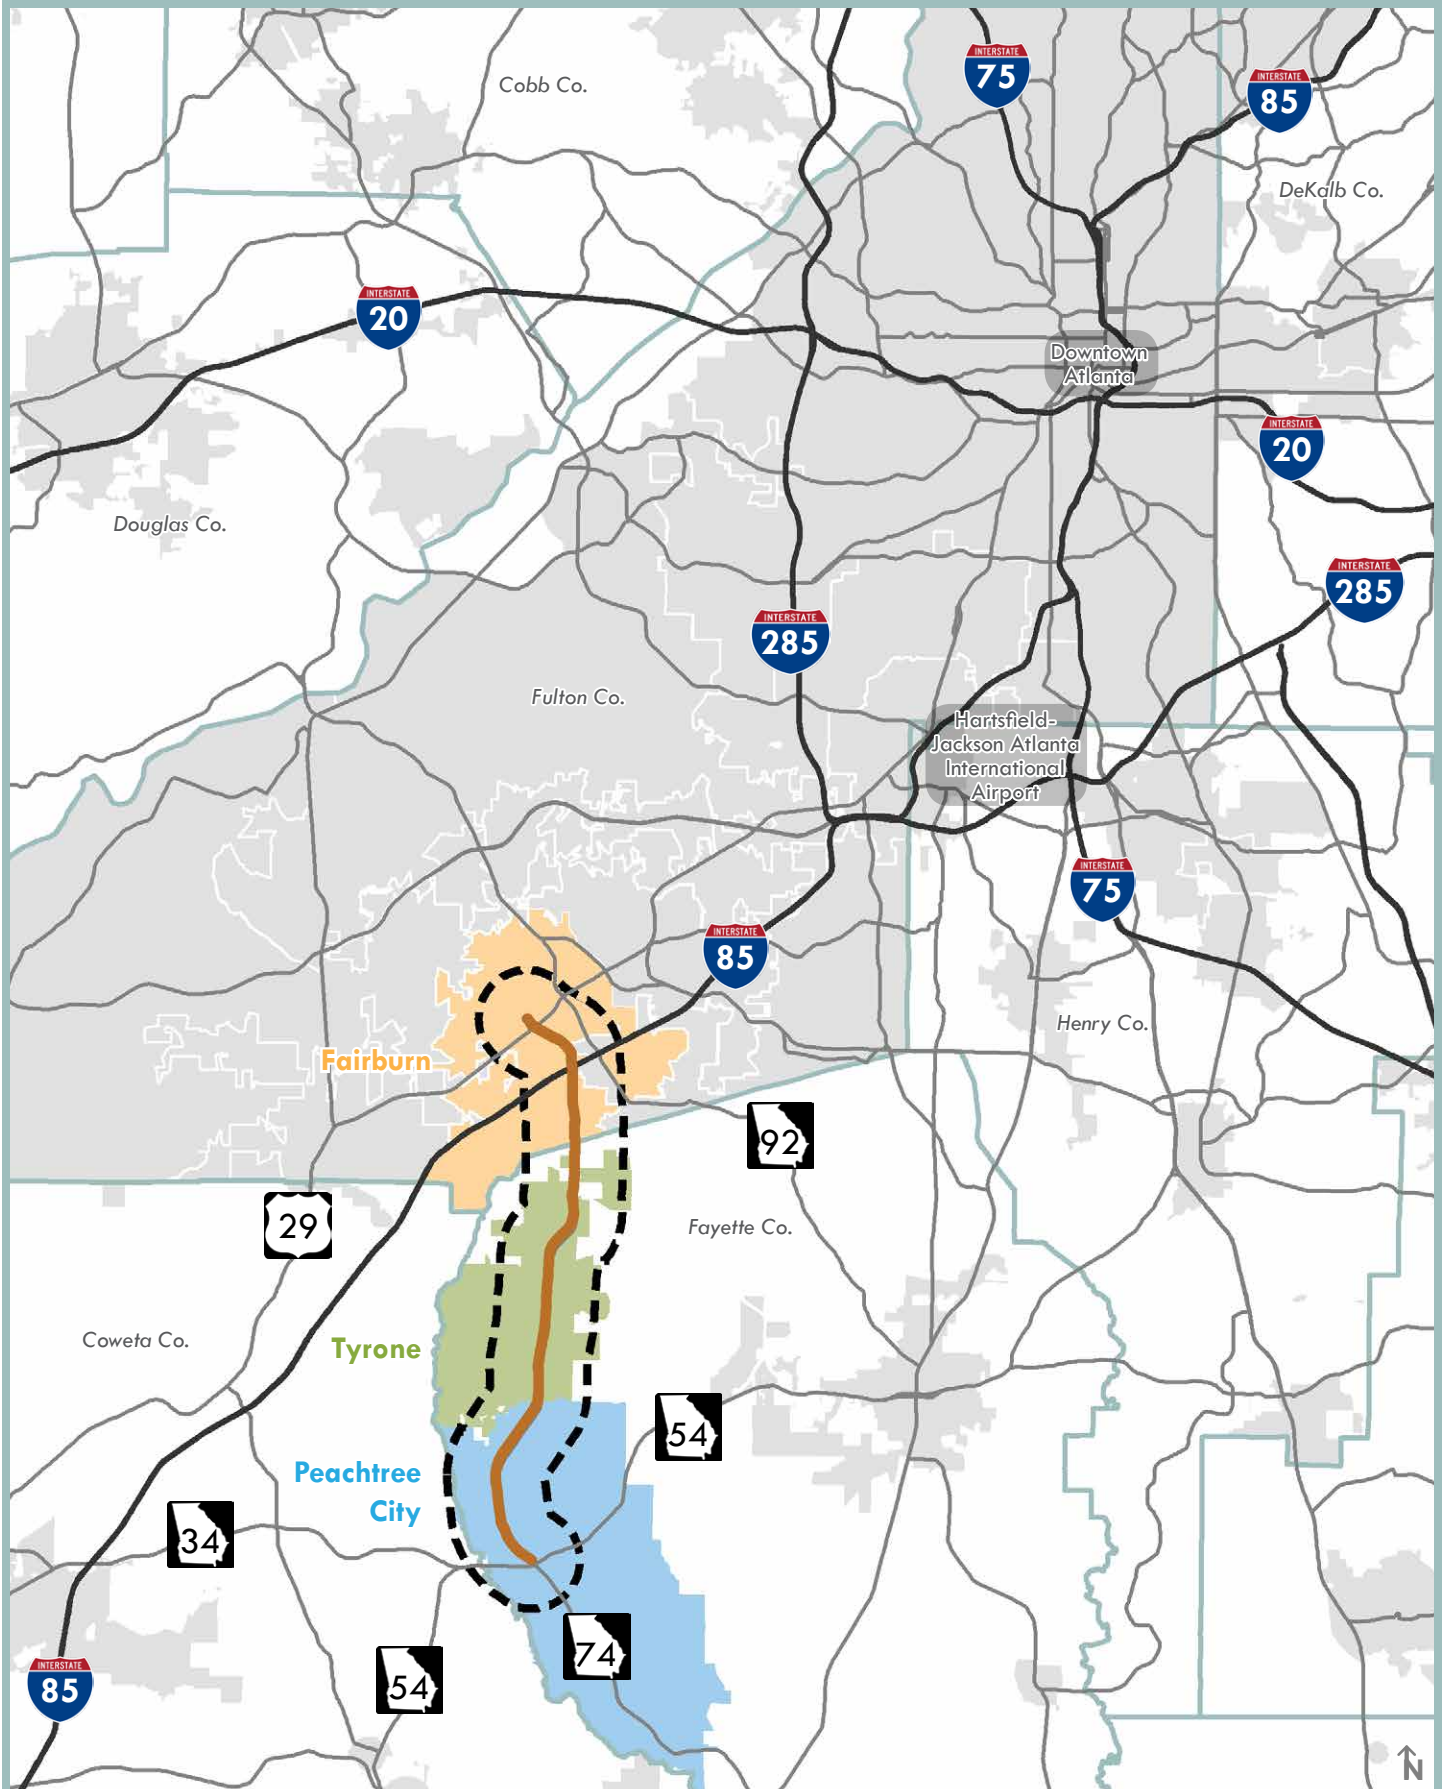 INTERSTATE
75
INTERSTATE
85
Cobb Co.
DeKalb Co.
INTERSTATE
20
Downtown
Atlanta
INTERSTATE
20
Douglas Co.
INTERSTATE
285
INTERSTATE
285
Fulton Co.
Hartsfield-
Jackson Atlanta
International
Airport
INTERSTATE
75
INTERSTATE
85
Henry Co.
Fairburn
92
29
Fayette Co.
Coweta Co.
Tyrone
54
Peachtree
City
34
74
54
INTERSTATE
85
N